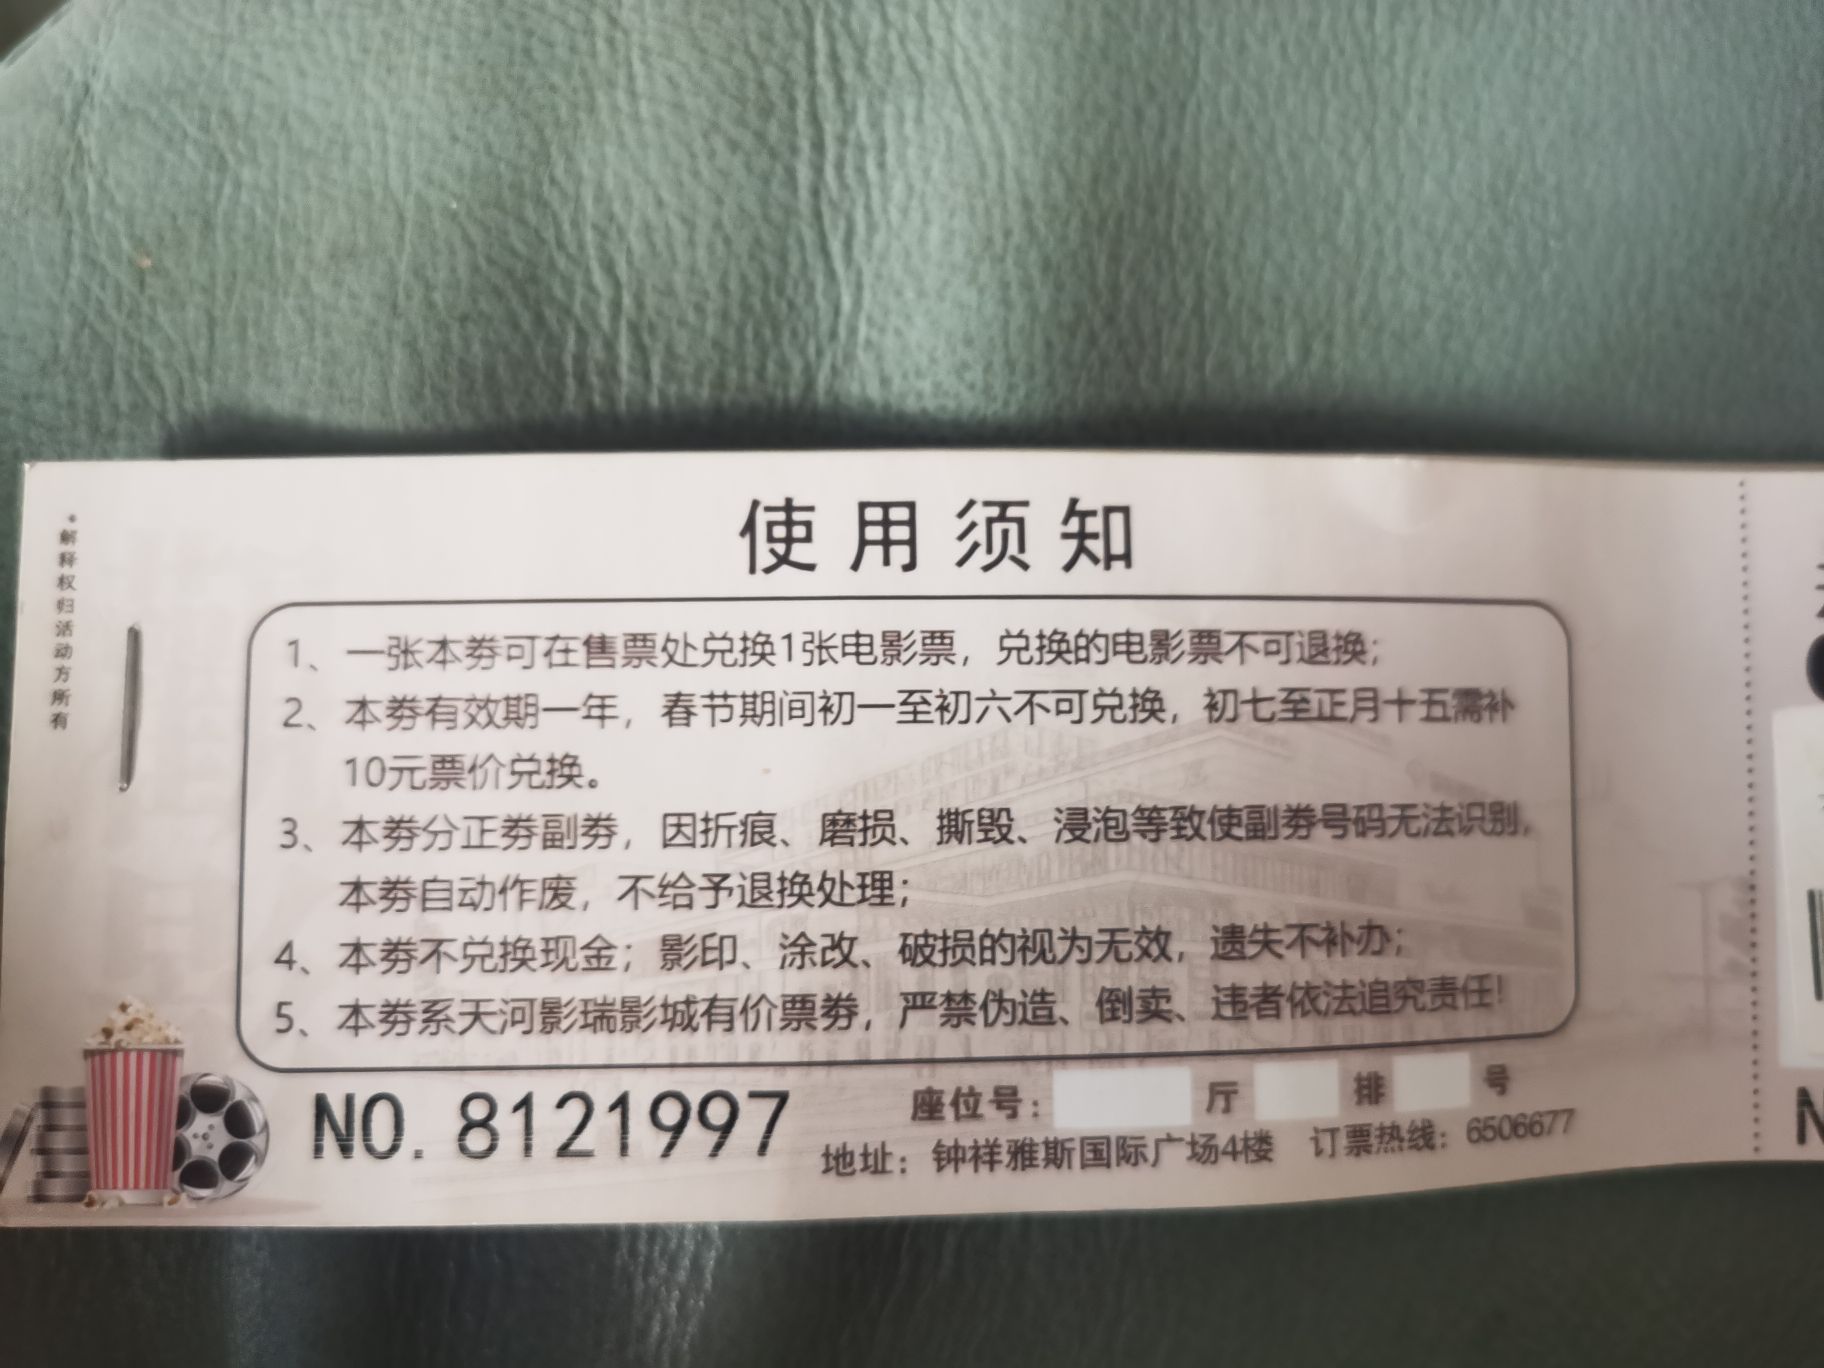 使用须知
1、一张本券可在售票处兑换1张电影票，兑换的电影票不可退换；
2、本券有效期一年，春节期间初一至初六不可兑换，初七至正月十五需补
10元票价兑换。
3、本券分正券副券，因折痕、磨损、撕毁、浸泡等致使副券号码无法识别，
本券自动作废，不给予退换处理；
4、本券不兑换现金；影印、涂改、破损的视为无效，遗失不补办；
5、本券系天河影瑞影城有价票券，严禁伪造、倒卖、违者依法追究责任！
NO. 8121997
座位号： 厅 排 号
地址：钟祥雅斯国际广场4楼 订票热线：6506677
*解释权归活动方所有